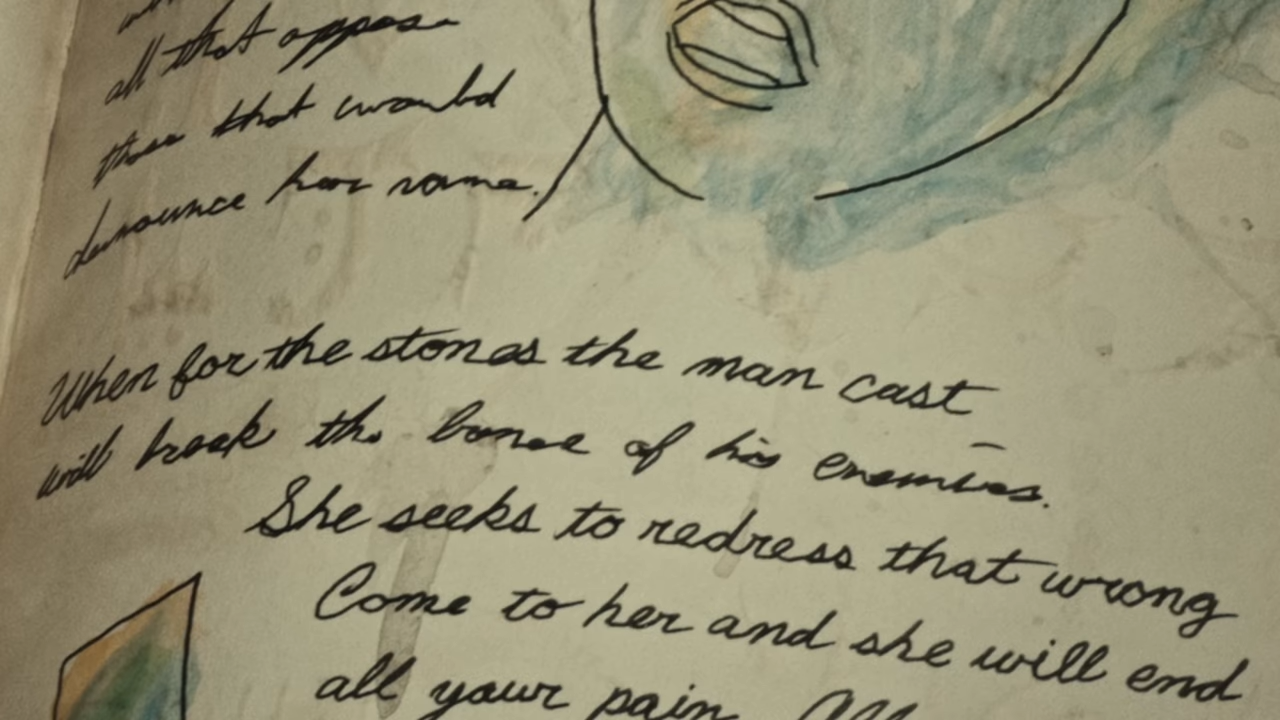 all that oppose
those that would
denounce her name.
When for the stones the man cast
will break the bones of his enemies.
She seeks to redress that wrong
Come to her and she will end
all your pain.